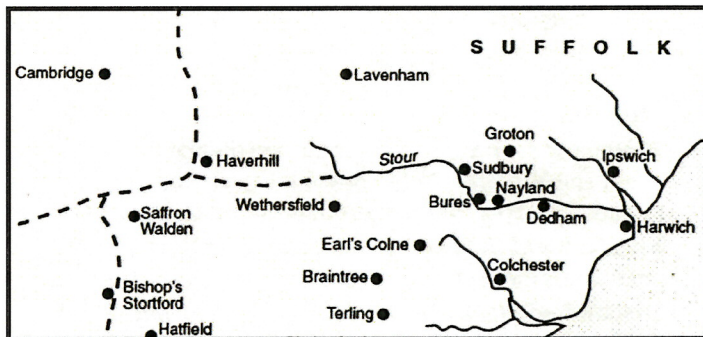 SUFFOLK
Cambridge
Lavenham
Groton
Ipswich
Haverhill
Stour
Sudbury
Wethersfield
Bures
Nayland
Saffron
Walden
Dedham
Harwich
Earl's Colne
Braintree
Colchester
Bishop's
Stortford
Terling
Hatfield